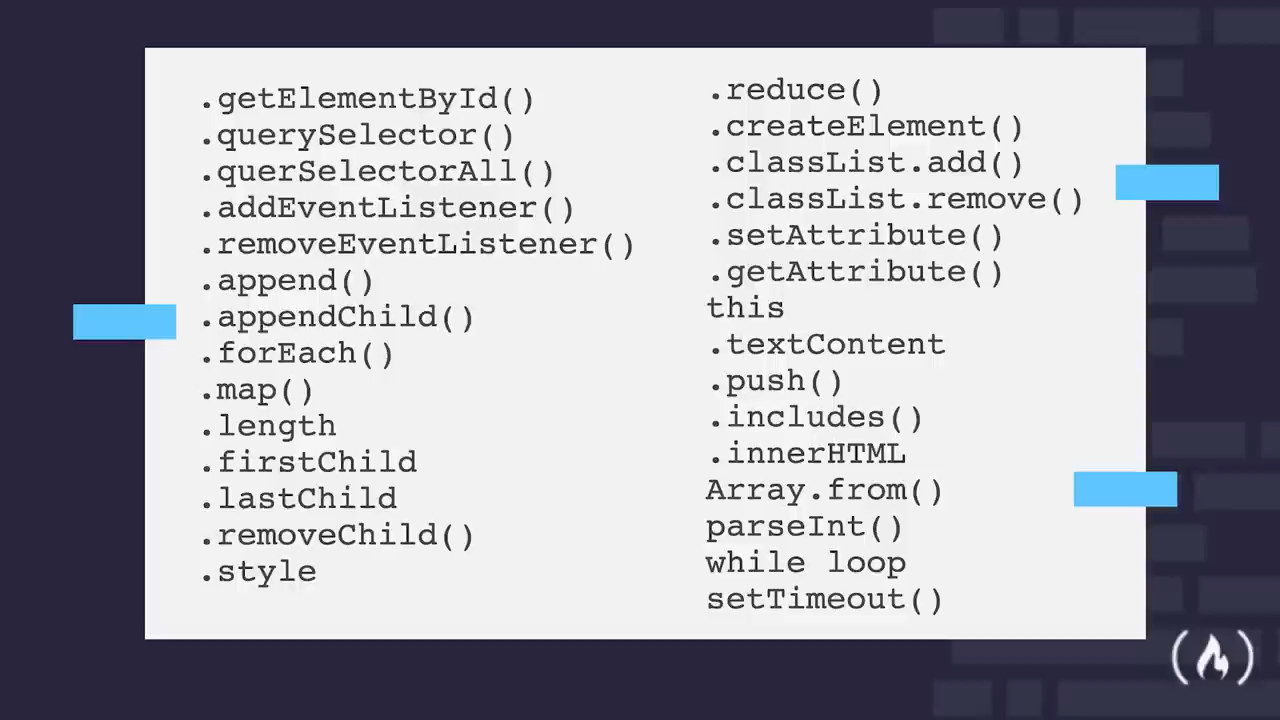 .getElementById()
.querySelector()
.querSelectorAll()
.addEventListener()
.removeEventListener()
.append()
.appendChild()
.forEach()
.map()
.length
.firstChild
.lastChild
.removeChild()
.style
.reduce()
.createElement()
.classList.add()
.classList.remove()
.setAttribute()
.getAttribute()
this
.textContent
.push()
.includes()
.innerHTML
Array.from()
parseInt()
while loop
setTimeout()